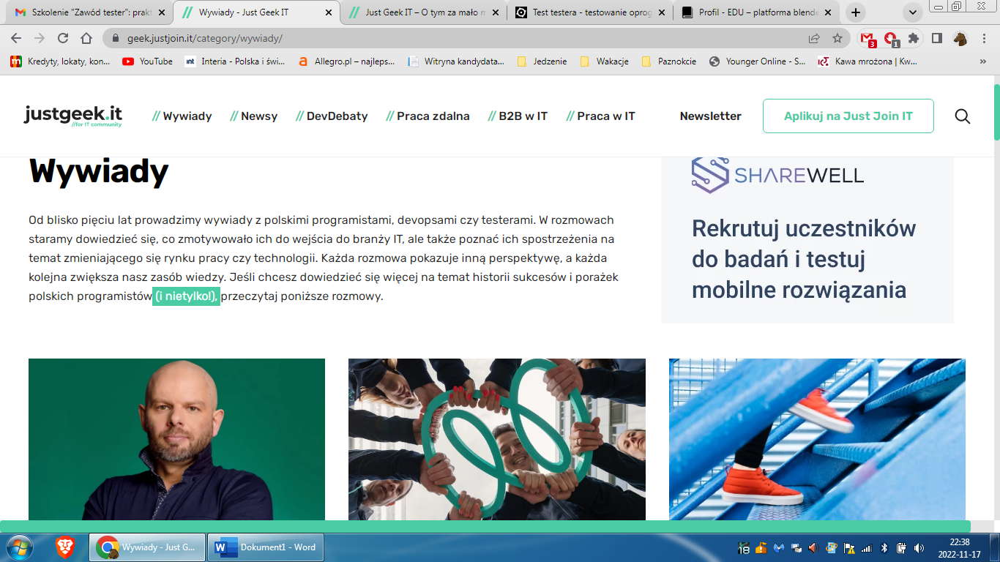 Szkolenie "Zawód tester": prakt
Wywiady - Just Geek IT
Just Geek IT – O tym za mało m
Test testera - testowanie oprog
Profil - EDU – platforma blende
geek.justjoin.it/category/wywiady/
3
1
Kredyty, lokaty, kon...
YouTube
int
Interia - Polska i świ...
a
Allegro.pl – najleps...
Witryna kandydata...
Jedzenie
Wakacje
Paznokcie
Younger Online - S...
Kawa mrożona | Kw...
»
justgeek.it
//for IT community
// Wywiady
// Newsy
// DevDebaty
// Praca zdalna
// B2B w IT
// Praca w IT
Newsletter
Aplikuj na Just Join IT
Wywiady
Od blisko pięciu lat prowadzimy wywiady z polskimi programistami, devopsami czy testerami. W rozmowach
staramy dowiedzieć się, co zmotywowało ich do wejścia do branży IT, ale także poznać ich spostrzeżenia na
temat zmieniającego się rynku pracy czy technologii. Każda rozmowa pokazuje inną perspektywę, a każda
kolejna zwiększa nasz zasób wiedzy. Jeśli chcesz dowiedzieć się więcej na temat historii sukcesów i porażek
polskich programistów (i nietylko!), przeczytaj poniższe rozmowy.
SHAREWELL
Rekrutuj uczestników
do badań i testuj
mobilne rozwiązania
Wywiady - Just G...
Dokument1 - Word
18
22:38
2022-11-17